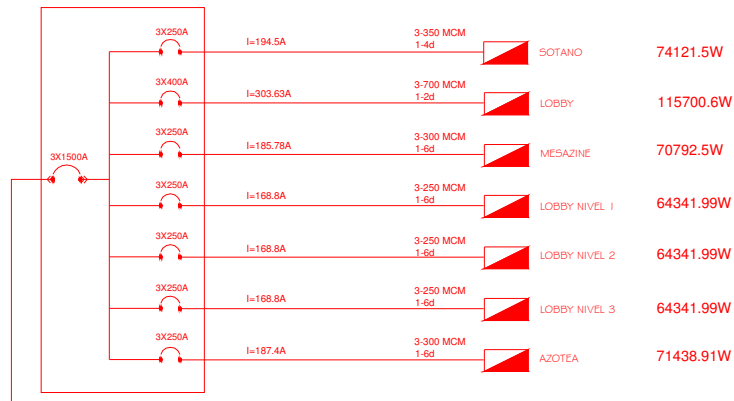 3X250A
I=194.5A
3-350 MCM
1-4d
SOTANO
74121.5W
3X400A
I=303.63A
3-700 MCM
1-2d
LOBBY
115700.6W
3X250A
I=185.78A
3-300 MCM
1-6d
MESAZINE
70792.5W
3X1500A
3X250A
I=168.8A
3-250 MCM
1-6d
LOBBY NIVEL 1
64341.99W
3X250A
I=168.8A
3-250 MCM
1-6d
LOBBY NIVEL 2
64341.99W
3X250A
I=168.8A
3-250 MCM
1-6d
LOBBY NIVEL 3
64341.99W
3X250A
I=187.4A
3-300 MCM
1-6d
AZOTEA
71438.91W